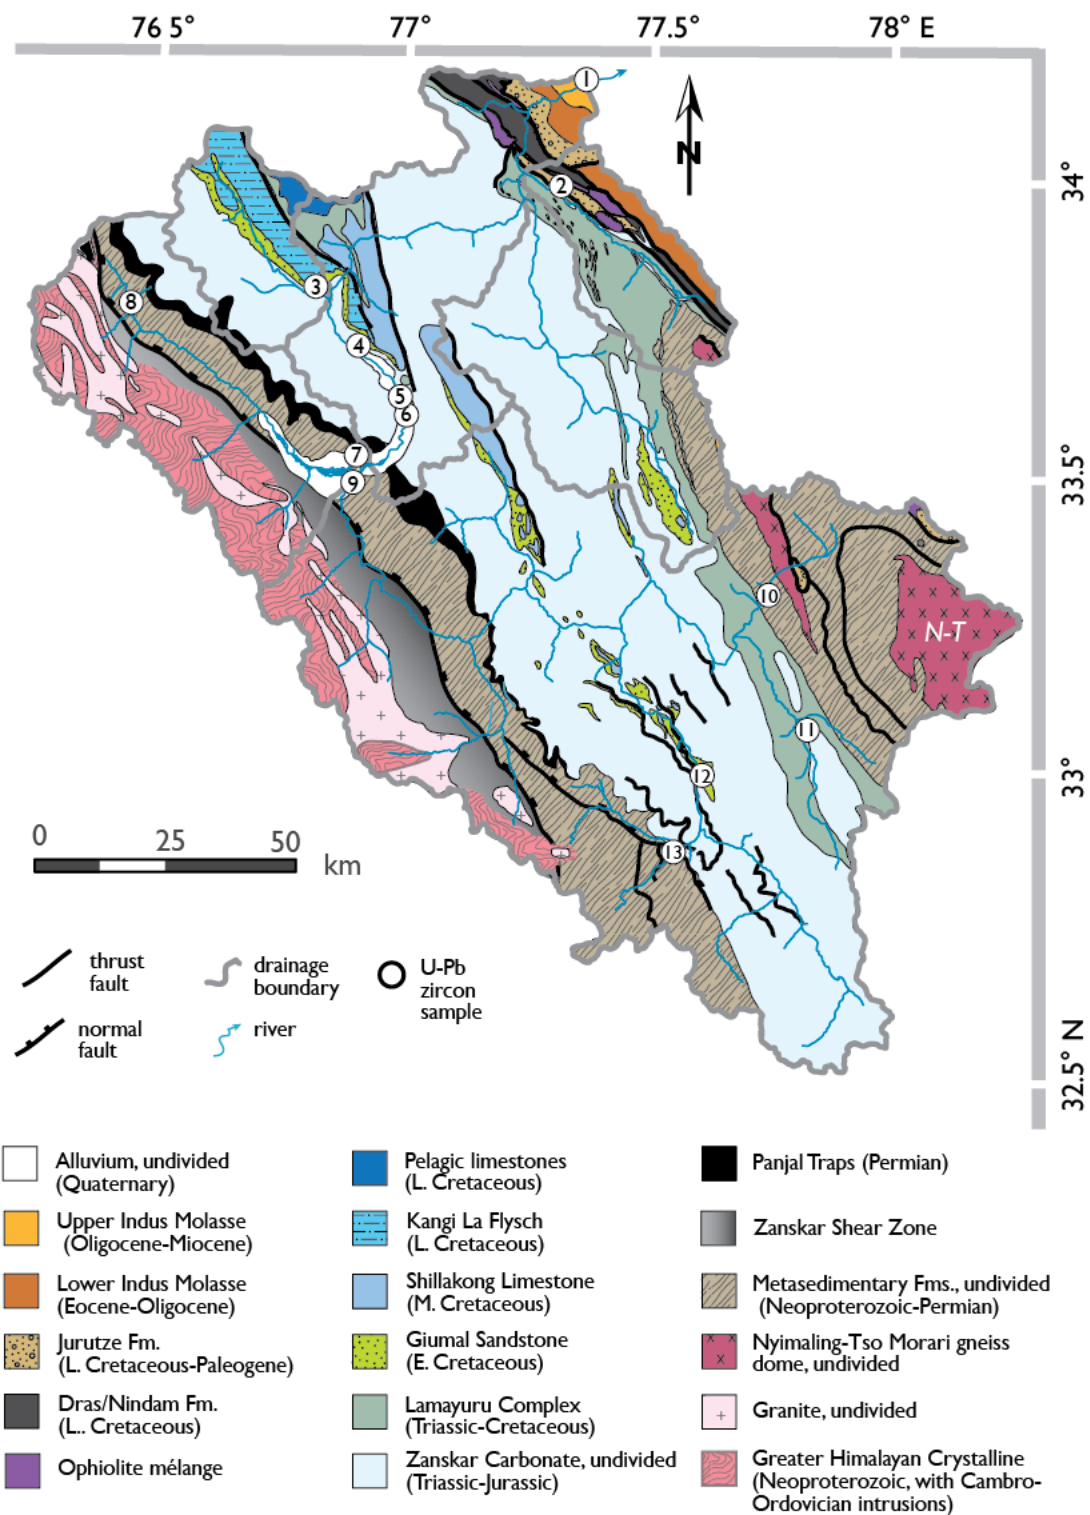 76 5°
77°
77.5°
78° E
34°
33.5°
33°
32.5° N
N
1
2
3
4
5
6
7
8
9
10
11
12
13
N-T
0 25 50
km
thrust
fault
drainage
boundary
U-Pb
zircon
sample
normal
fault
river
Alluvium, undivided
(Quaternary)
Upper Indus Molasse
(Oligocene-Miocene)
Lower Indus Molasse
(Eocene-Oligocene)
Jurutze Fm.
(L. Cretaceous-Paleogene)
Dras/Nindam Fm.
(L.. Cretaceous)
Ophiolite mélange
Pelagic limestones
(L. Cretaceous)
Kangi La Flysch
(L. Cretaceous)
Shillakong Limestone
(M. Cretaceous)
Giumal Sandstone
(E. Cretaceous)
Lamayuru Complex
(Triassic-Cretaceous)
Zanskar Carbonate, undivided
(Triassic-Jurassic)
Panjal Traps (Permian)
Zanskar Shear Zone
Metasedimentary Fms., undivided
(Neoproterozoic-Permian)
Nyimaling-Tso Morari gneiss
dome, undivided
Granite, undivided
Greater Himalayan Crystalline
(Neoproterozoic, with Cambro-
Ordovician intrusions)